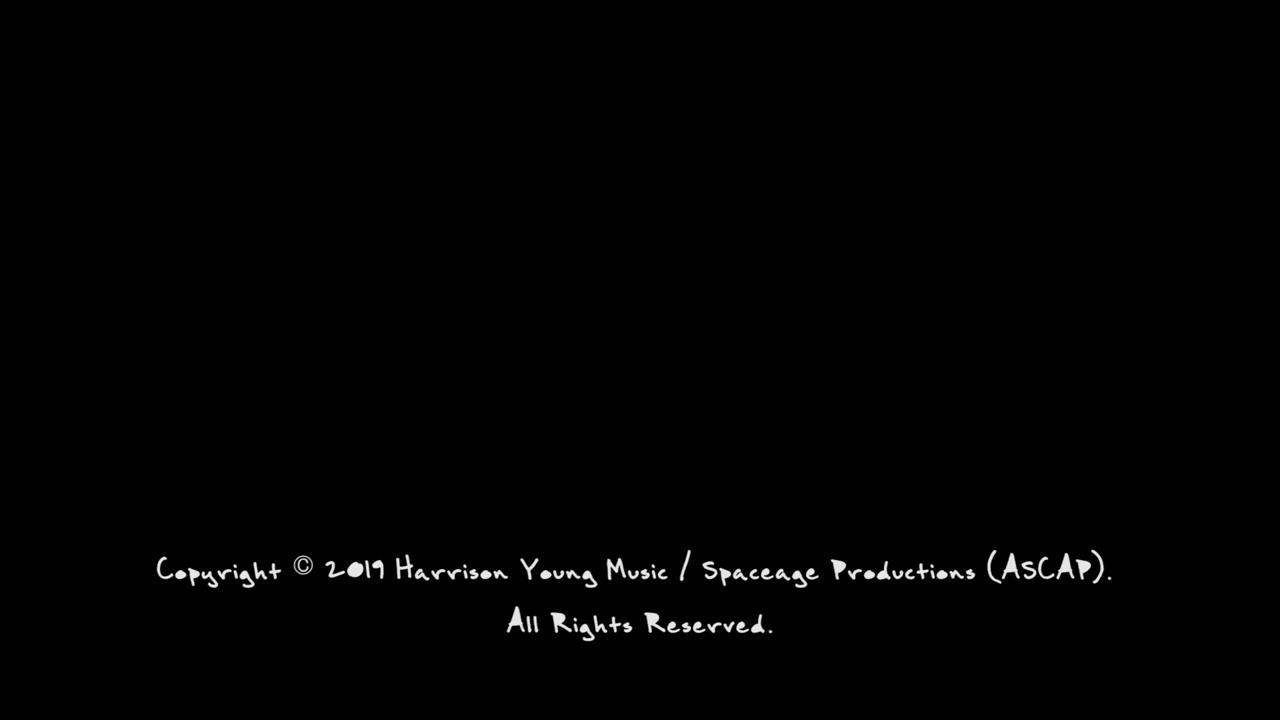 Copyright © 2019 Harrison Young Music / Spaceage Productions (ASCAP).
All Rights Reserved.